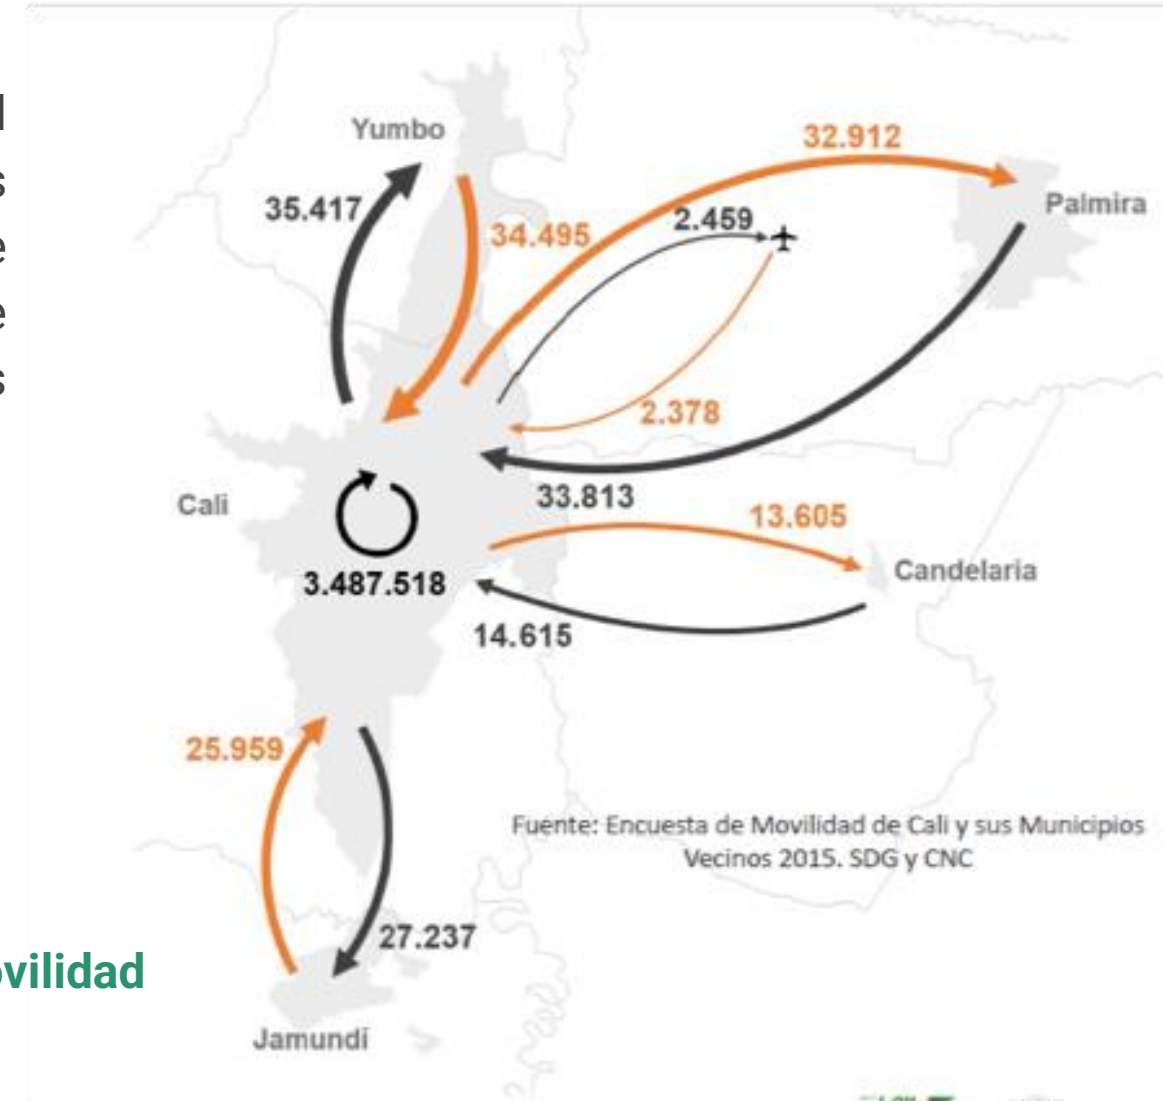 Yumbo
32.912
35.417
Palmira
2.459
34.495
2.378
33.813
Cali
13.605
Candelaria
3.487.518
14.615
25.959
Fuente: Encuesta de Movilidad de Cali y sus Municipios
Vecinos 2015. SDG y CNC
27.237
ovilidad
Jamundí